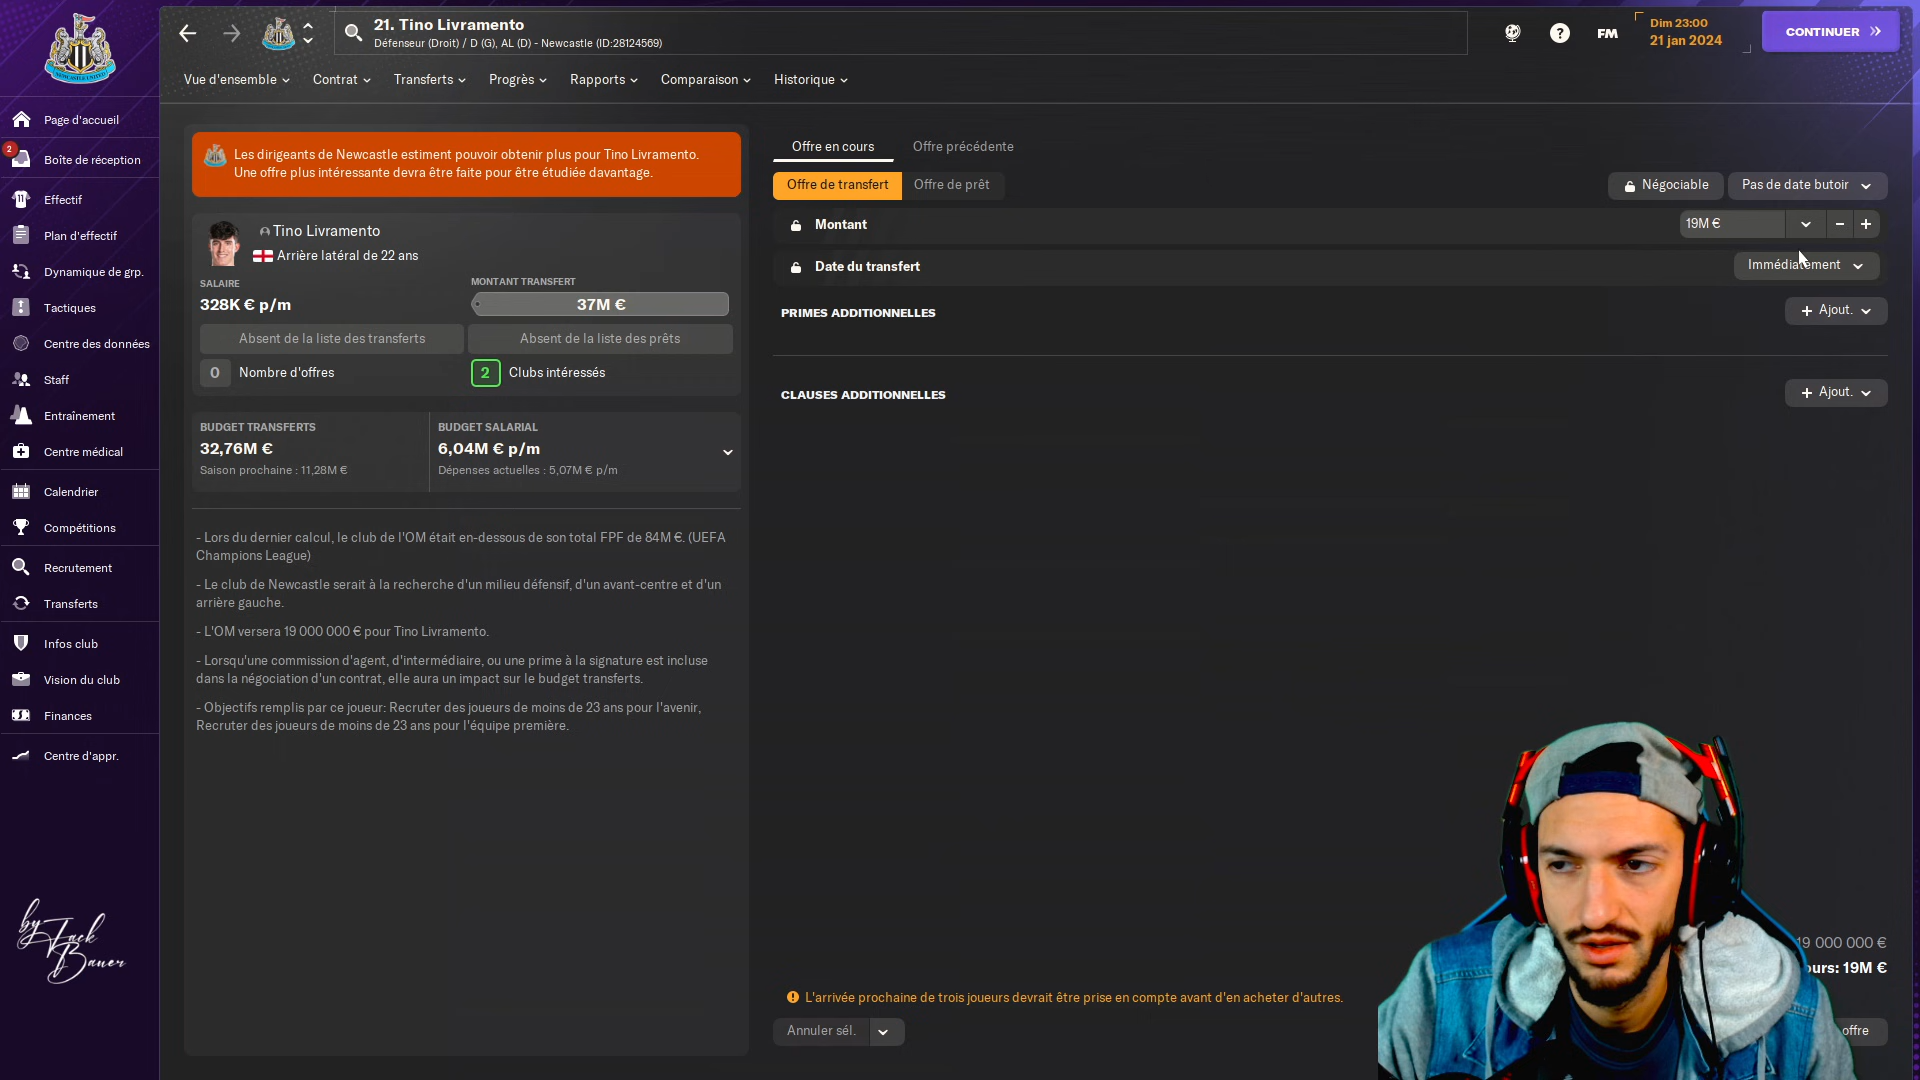 21. Tino Livramento
Défenseur (Droit) / D (G), AL (D) - Newcastle (ID:28124569)
FM
Dim 23:00
21 jan 2024
CONTINUER
Vue d'ensemble
Contrat
Transferts
Progrès
Rapports
Comparaison
Historique
NEWCASTLE UNITED
Page d'accueil
2
Boîte de réception
Effectif
Plan d'effectif
Dynamique de grp.
Tactiques
Centre des données
Staff
Entraînement
Centre médical
Calendrier
Compétitions
Recrutement
Transferts
Infos club
Vision du club
Finances
Centre d'appr.
by Jack
Bauer
Les dirigeants de Newcastle estiment pouvoir obtenir plus pour Tino Livramento.
Une offre plus intéressante devra être faite pour être étudiée davantage.
Tino Livramento
Arrière latéral de 22 ans
SALAIRE
328K € p/m
MONTANT TRANSFERT
37M €
Absent de la liste des transferts
Absent de la liste des prêts
0 Nombre d'offres
2 Clubs intéressés
BUDGET TRANSFERTS
32,76M €
Saison prochaine : 11,28M €
BUDGET SALARIAL
6,04M € p/m
Dépenses actuelles : 5,07M € p/m
- Lors du dernier calcul, le club de l'OM était en-dessous de son total FPF de 84M €. (UEFA
Champions League)
- Le club de Newcastle serait à la recherche d'un milieu défensif, d'un avant-centre et d'un
arrière gauche.
- L'OM versera 19 000 000 € pour Tino Livramento.
- Lorsqu'une commission d'agent, d'intermédiaire, ou une prime à la signature est incluse
dans la négociation d'un contrat, elle aura un impact sur le budget transferts.
- Objectifs remplis par ce joueur: Recruter des joueurs de moins de 23 ans pour l'avenir,
Recruter des joueurs de moins de 23 ans pour l'équipe première.
Offre en cours
Offre précédente
Offre de transfert
Offre de prêt
Négociable
Pas de date butoir
Montant
19M €
Date du transfert
Immédiatement
PRIMES ADDITIONNELLES
+ Ajout.
CLAUSES ADDITIONNELLES
+ Ajout.
19 000 000 €
ours: 19M €
L'arrivée prochaine de trois joueurs devrait être prise en compte avant d'en acheter d'autres.
Annuler sél.
offre